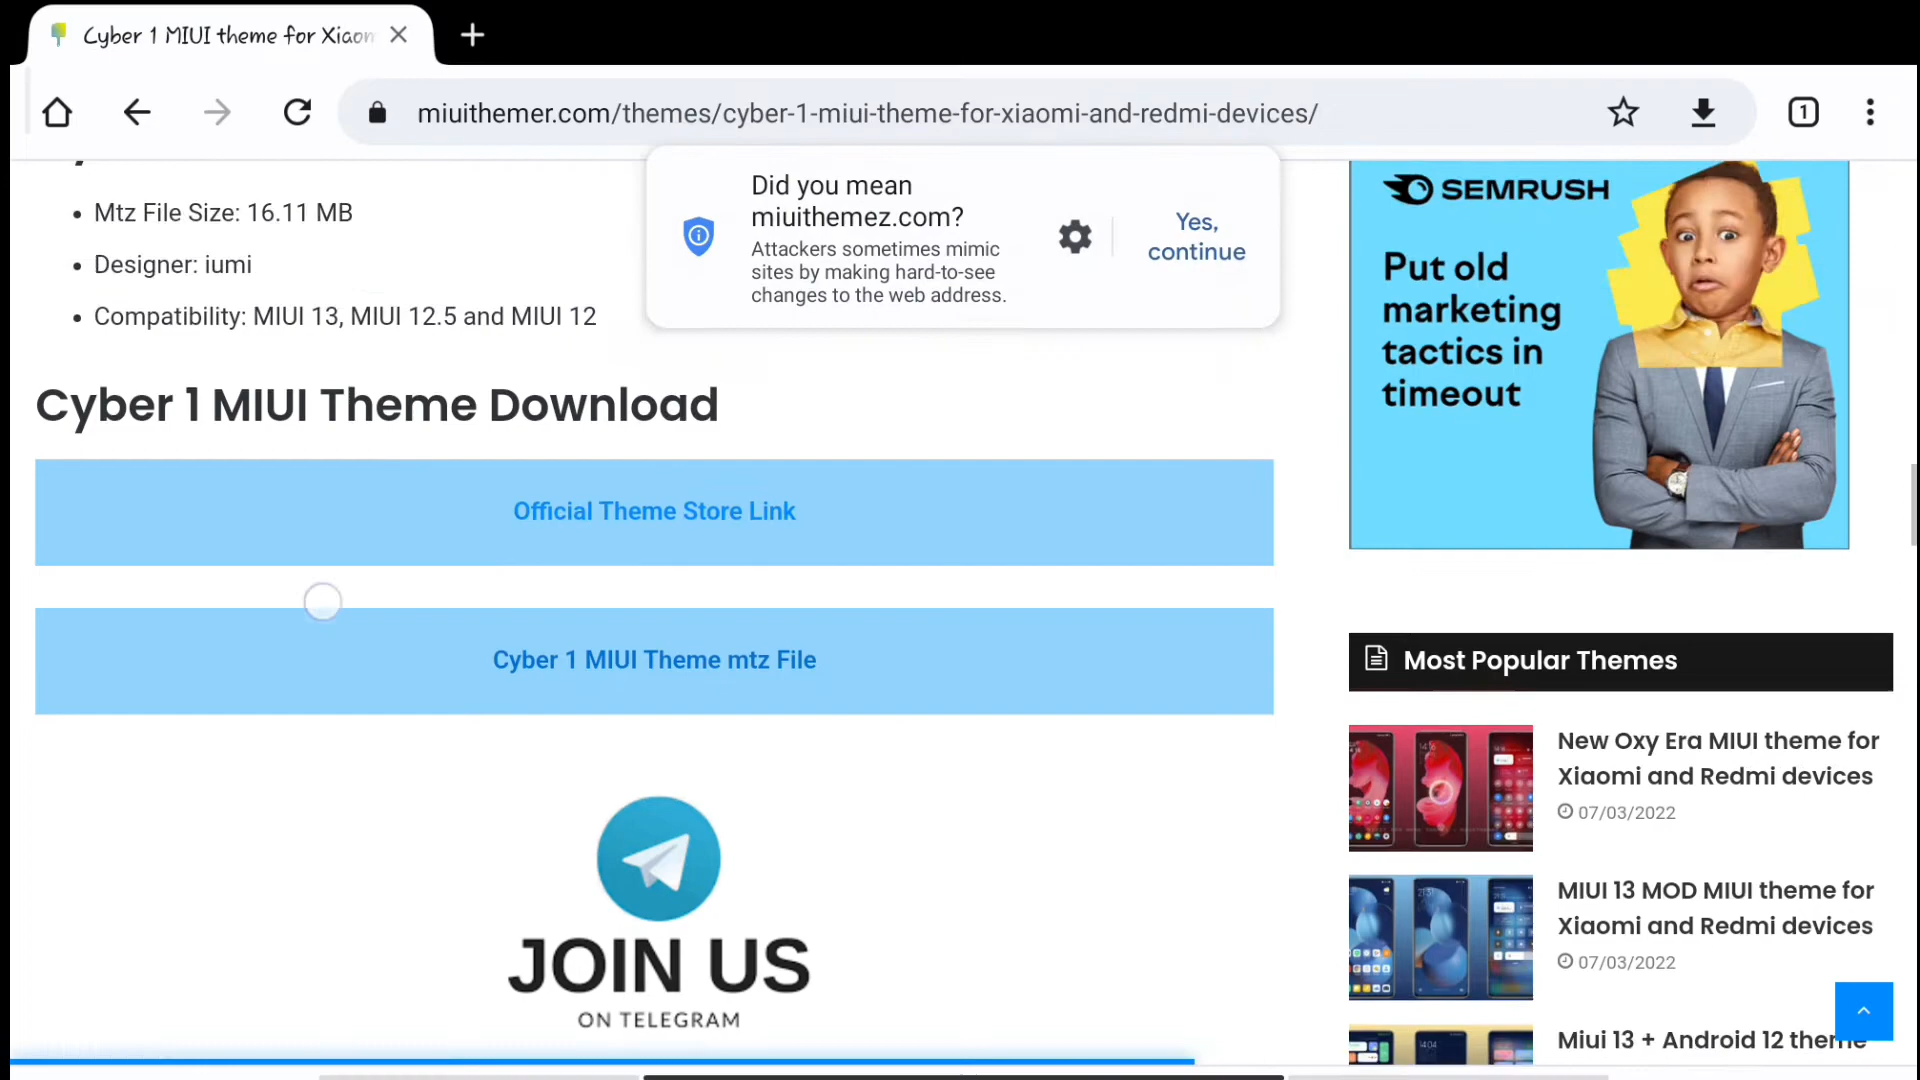 Cyber 1 MIUI theme for Xiaom
miuithemer.com/themes/cyber-1-miui-theme-for-xiaomi-and-redmi-devices/
1
Did you mean
miuithemez.com?
Attackers sometimes mimic
sites by making hard-to-see
changes to the web address.
Yes,
continue
Mtz File Size: 16.11 MB
Designer: iumi
Compatibility: MIUI 13, MIUI 12.5 and MIUI 12
Cyber 1 MIUI Theme Download
Official Theme Store Link
Cyber 1 MIUI Theme mtz File
JOIN US
ON TELEGRAM
SEMRUSH
Put old
marketing
tactics in
timeout
Most Popular Themes
New Oxy Era MIUI theme for
Xiaomi and Redmi devices
07/03/2022
MIUI 13 MOD MIUI theme for
Xiaomi and Redmi devices
07/03/2022
Miui 13 + Android 12 theme